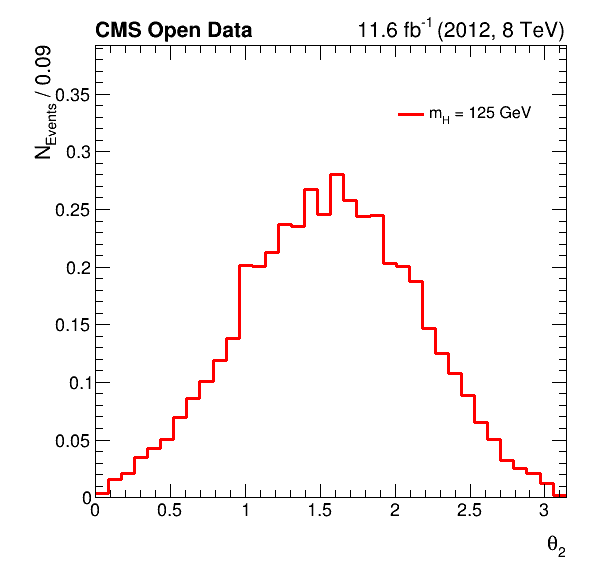 CMS Open Data 11.6 fb⁻¹ (2012, 8 TeV)
N_Events / 0.09
m_H = 125 GeV
0.35
0.3
0.25
0.2
0.15
0.1
0.05
0
0 0.5 1 1.5 2 2.5 3
θ₂